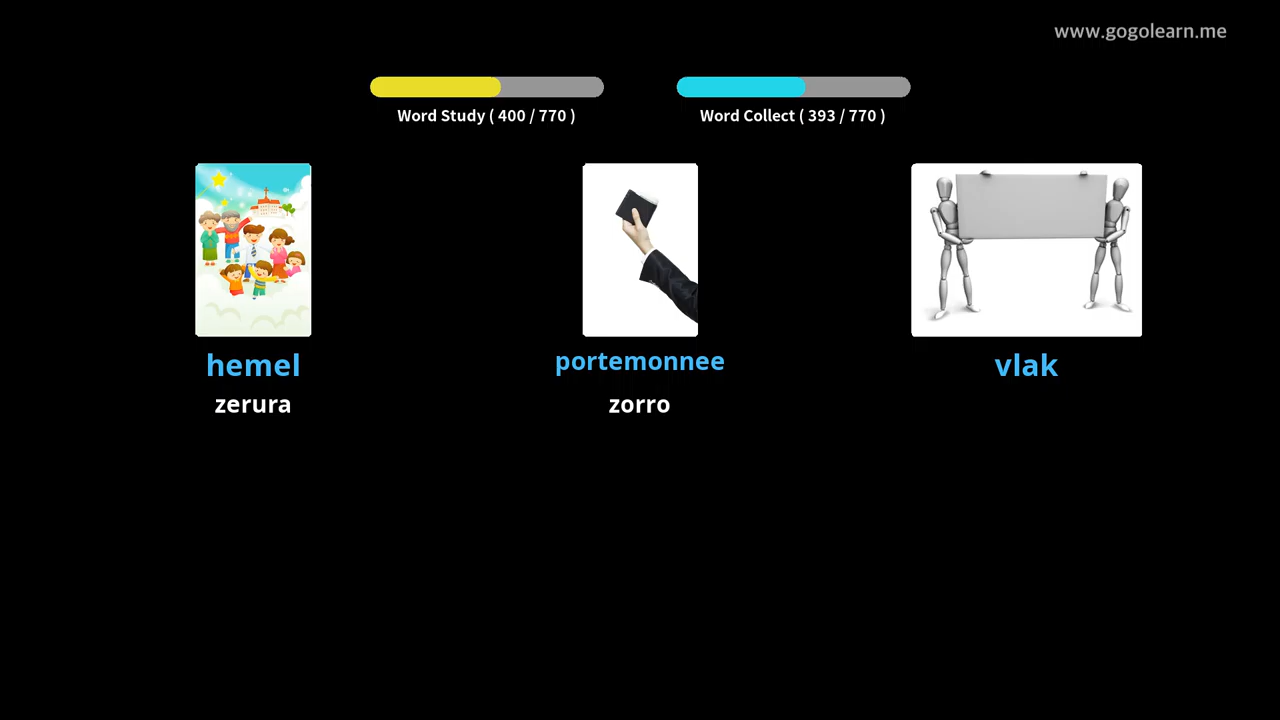 www.gogolearn.me
Word Study ( 400 / 770 )
Word Collect ( 393 / 770 )
hemel
portemonnee
vlak
zerura
zorro